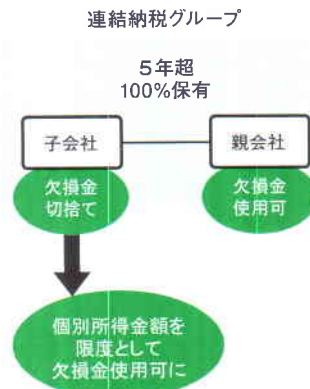 連結納税グループ
5年超
100%保有
子会社
親会社
欠損金
切捨て
欠損金
使用可
個別所得金額を
限度として
欠損金使用可に